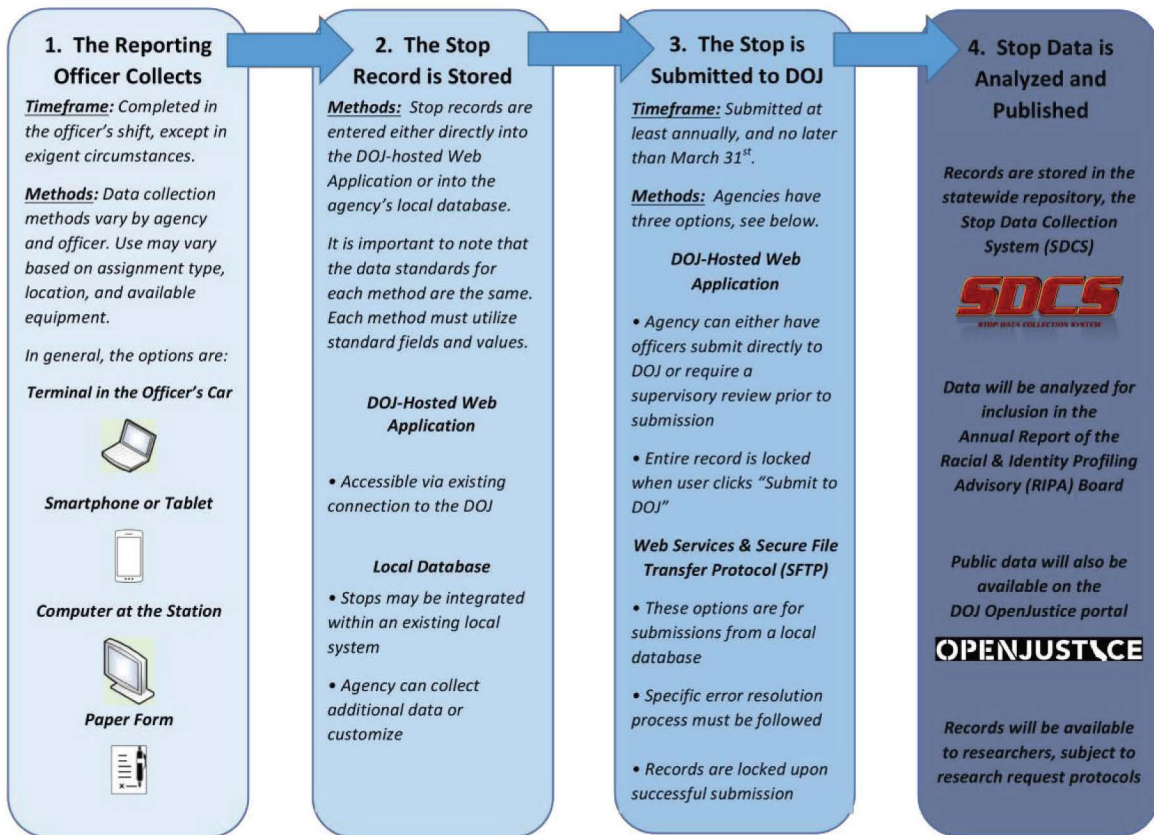 1. The Reporting
Officer Collects
Timeframe: Completed in
the officer's shift, except in
exigent circumstances.
Methods: Data collection
methods vary by agency
and officer. Use may vary
based on assignment type,
location, and available
equipment.
In general, the options are:
Terminal in the Officer's Car
Smartphone or Tablet
Computer at the Station
Paper Form
2. The Stop
Record is Stored
Methods: Stop records are
entered either directly into
the DOJ-hosted Web
Application or into the
agency's local database.
It is important to note that
the data standards for
each method are the same.
Each method must utilize
standard fields and values.
DOJ-Hosted Web
Application
• Accessible via existing
connection to the DOJ
Local Database
• Stops may be integrated
within an existing local
system
• Agency can collect
additional data or
customize
3. The Stop is
Submitted to DOJ
Timeframe: Submitted at
least annually, and no later
than March 31st.
Methods: Agencies have
three options, see below.
DOJ-Hosted Web
Application
• Agency can either have
officers submit directly to
DOJ or require a
supervisory review prior to
submission
• Entire record is locked
when user clicks "Submit to
DOJ"
Web Services & Secure File
Transfer Protocol (SFTP)
• These options are for
submissions from a local
database
• Specific error resolution
process must be followed
• Records are locked upon
successful submission
4. Stop Data is
Analyzed and
Published
Records are stored in the
statewide repository, the
Stop Data Collection
System (SDCS)
SDCS
STOP DATA COLLECTION SYSTEM
Data will be analyzed for
inclusion in the
Annual Report of the
Racial & Identity Profiling
Advisory (RIPA) Board
Public data will also be
available on the
DOJ OpenJustice portal
OPENJUSTICE
Records will be available
to researchers, subject to
research request protocols